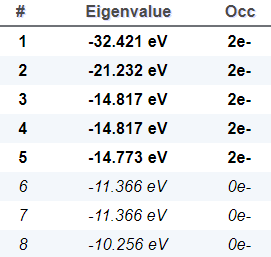 # Eigenvalue Occ
1 -32.421 eV 2e-
2 -21.232 eV 2e-
3 -14.817 eV 2e-
4 -14.817 eV 2e-
5 -14.773 eV 2e-
6 -11.366 eV 0e-
7 -11.366 eV 0e-
8 -10.256 eV 0e-